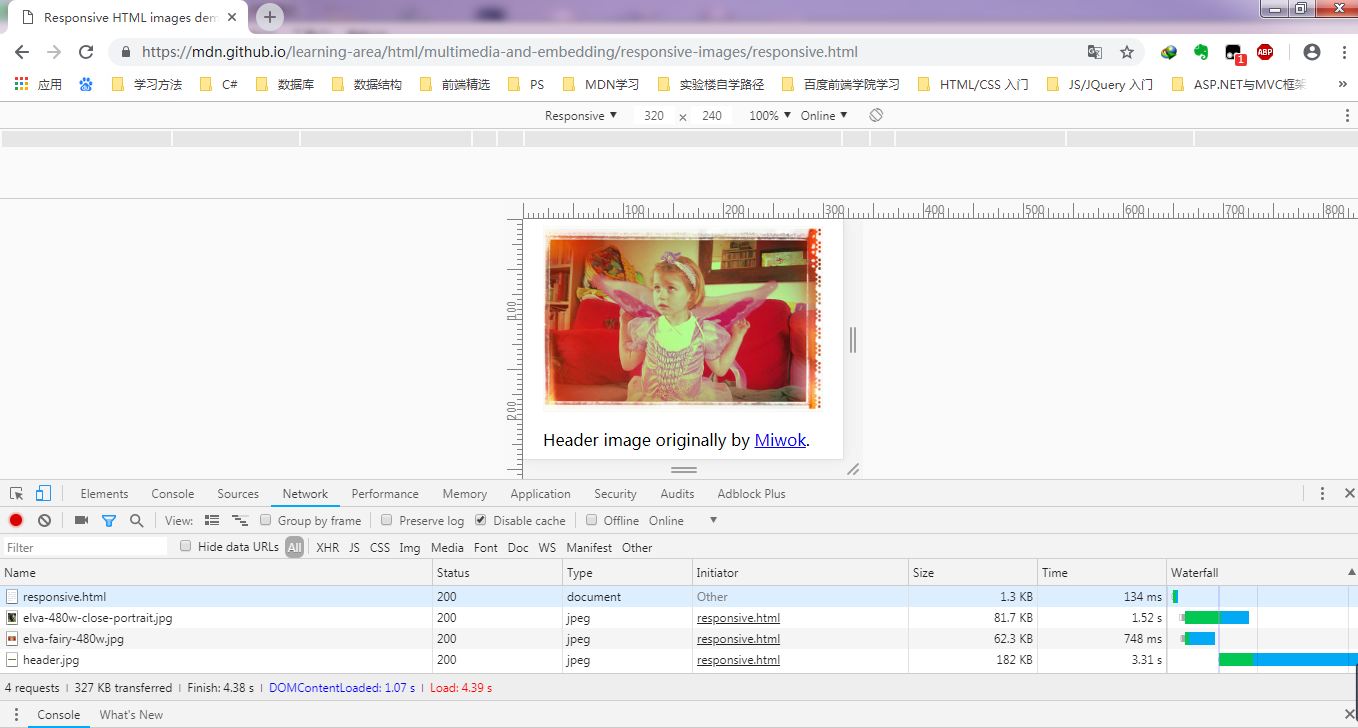 Responsive HTML images dem
https://mdn.github.io/learning-area/html/multimedia-and-embedding/responsive-images/responsive.html
1
ABP
应用 学习方法 C# 数据库 数据结构 前端精选 PS MDN学习 实验楼自学路径 百度前端学院学习 HTML/CSS 入门 JS/JQuery 入门 ASP.NET与MVC框架 »
Responsive ▼ 320 × 240 100% ▼ Online ▼
100 200 300 400 500 600 700 800
100
200
Header image originally by Miwok.
Elements Console Sources Network Performance Memory Application Security Audits Adblock Plus
View: Group by frame Preserve log Disable cache Offline Online ▼
Filter Hide data URLs All XHR JS CSS Img Media Font Doc WS Manifest Other
Name Status Type Initiator Size Time Waterfall
responsive.html 200 document Other 1.3 KB 134 ms
elva-480w-close-portrait.jpg 200 jpeg responsive.html 81.7 KB 1.52 s
elva-fairy-480w.jpg 200 jpeg responsive.html 62.3 KB 748 ms
header.jpg 200 jpeg responsive.html 182 KB 3.31 s
4 requests | 327 KB transferred | Finish: 4.38 s | DOMContentLoaded: 1.07 s | Load: 4.39 s
Console What's New